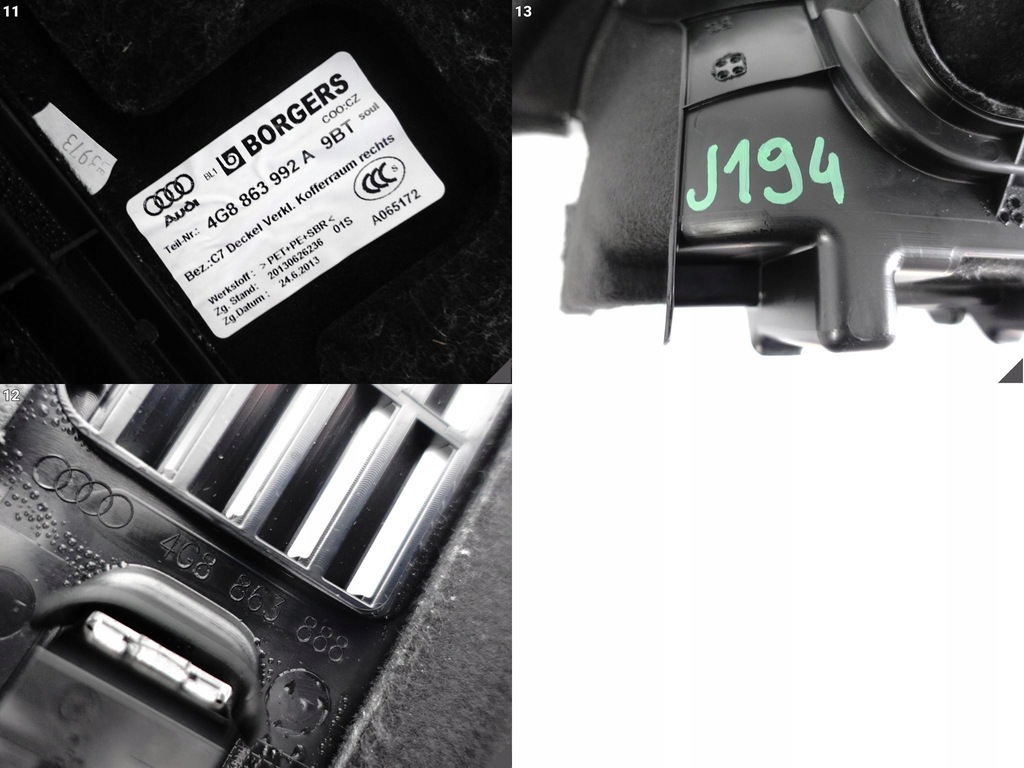 11
BL1 BORGERS
COO:CZ
Audi
Teil-Nr.: 4G8 863 992 A 9BT soul
Bez.:C7 Deckel Verkl. Kofferraum rechts
CCC S
Werkstoff : > PET+PE+SBR <
Zg. Stand: 20130626236 01S
Zg.Datum : 24.6.2013
A065172
13
J194
12
4G8 863 888